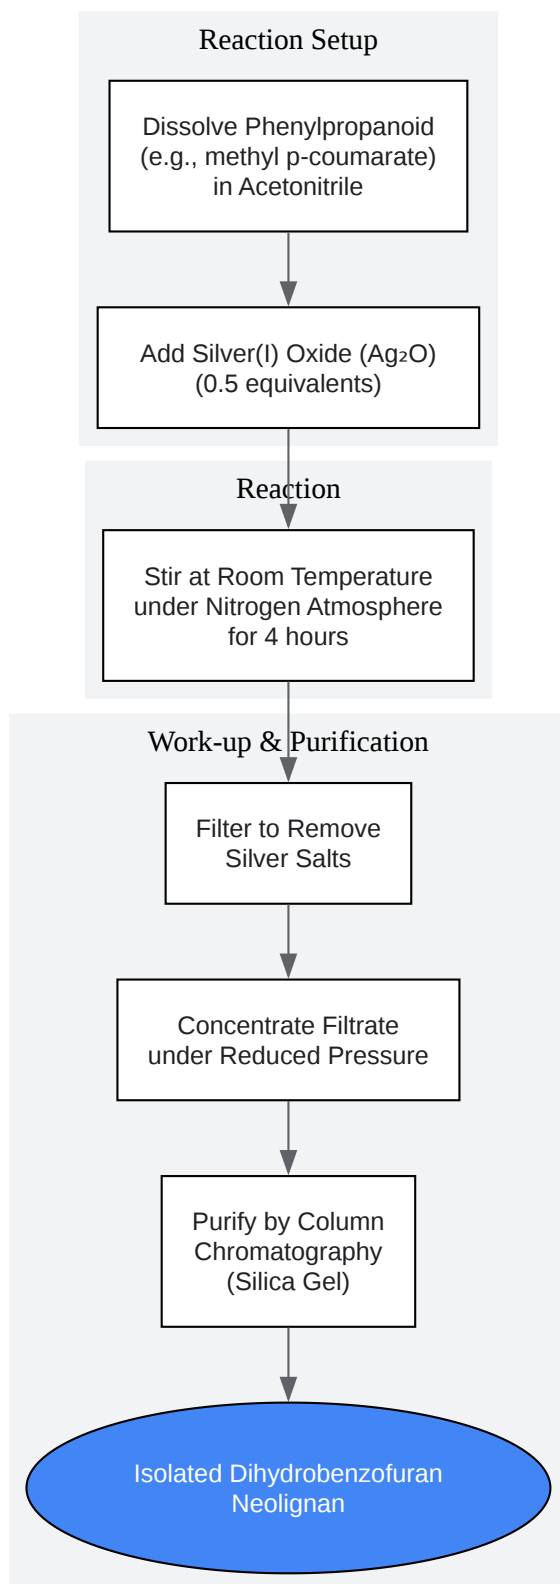 Reaction Setup
Dissolve Phenylpropanoid
(e.g., methyl p-coumarate)
in Acetonitrile
Add Silver(I) Oxide (Ag₂O)
(0.5 equivalents)
Reaction
Stir at Room Temperature
under Nitrogen Atmosphere
for 4 hours
Work-up & Purification
Filter to Remove
Silver Salts
Concentrate Filtrate
under Reduced Pressure
Purify by Column
Chromatography
(Silica Gel)
Isolated Dihydrobenzofuran
Neolignan